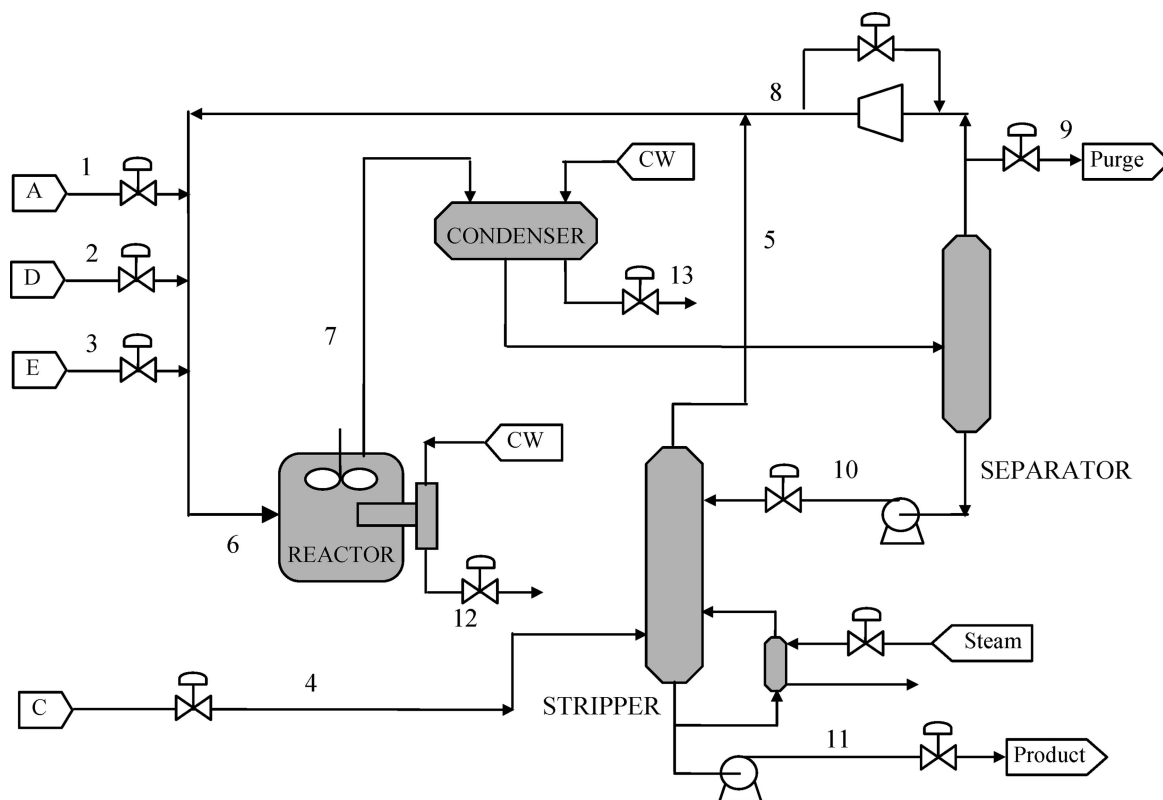 8
9
Purge
1
A
CW
CONDENSER
5
2
D
13
3
E
7
CW
10
SEPARATOR
6
REACTOR
12
Steam
4
C
STRIPPER
11
Product